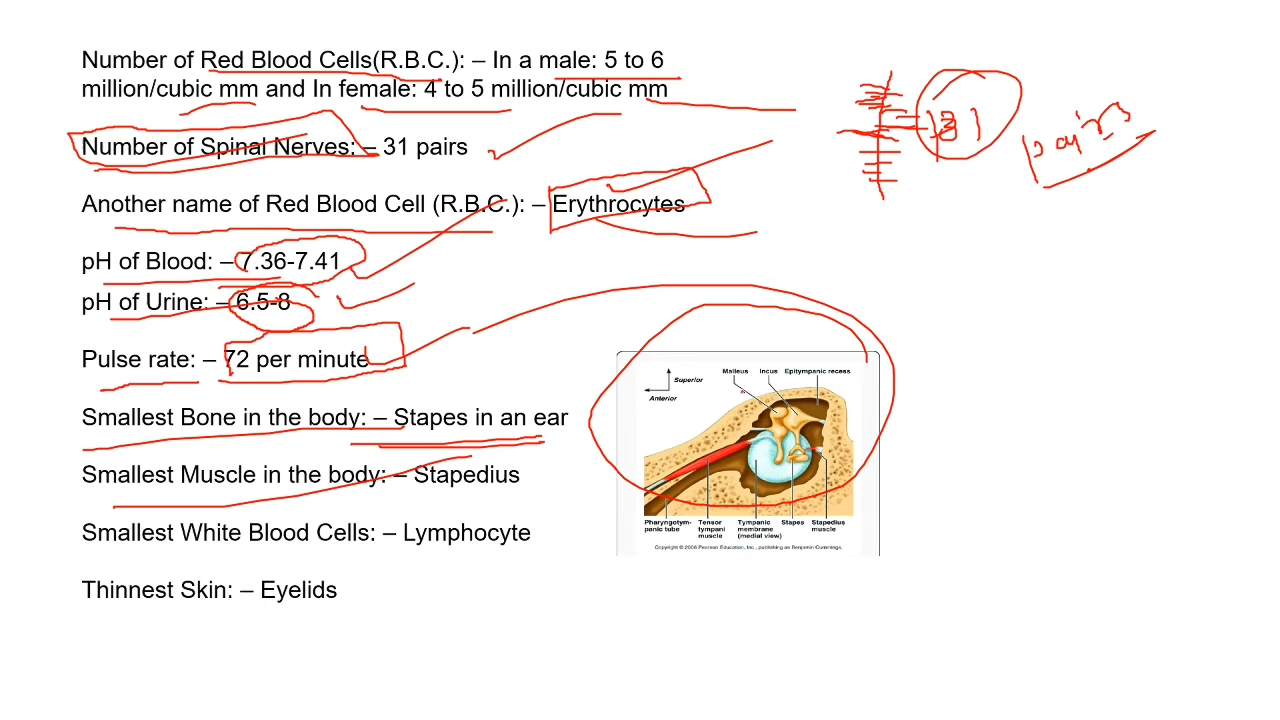 Number of Red Blood Cells(R.B.C.): – In a male: 5 to 6
million/cubic mm and In female: 4 to 5 million/cubic mm
Number of Spinal Nerves: – 31 pairs
31 pairs
Another name of Red Blood Cell (R.B.C.): – Erythrocytes
pH of Blood: – 7.36-7.41
pH of Urine: – 6.5-8
Pulse rate: – 72 per minute
Smallest Bone in the body: – Stapes in an ear
Smallest Muscle in the body: – Stapedius
Smallest White Blood Cells: – Lymphocyte
Thinnest Skin: – Eyelids
Superior
Anterior
Malleus
Incus
Epitympanic recess
Pharyngotym-
panic tube
Tensor
tympani
muscle
Tympanic
membrane
(medial view)
Stapes
Stapedius
muscle
Copyright © 2006 Pearson Education, Inc., publishing as Benjamin Cummings.